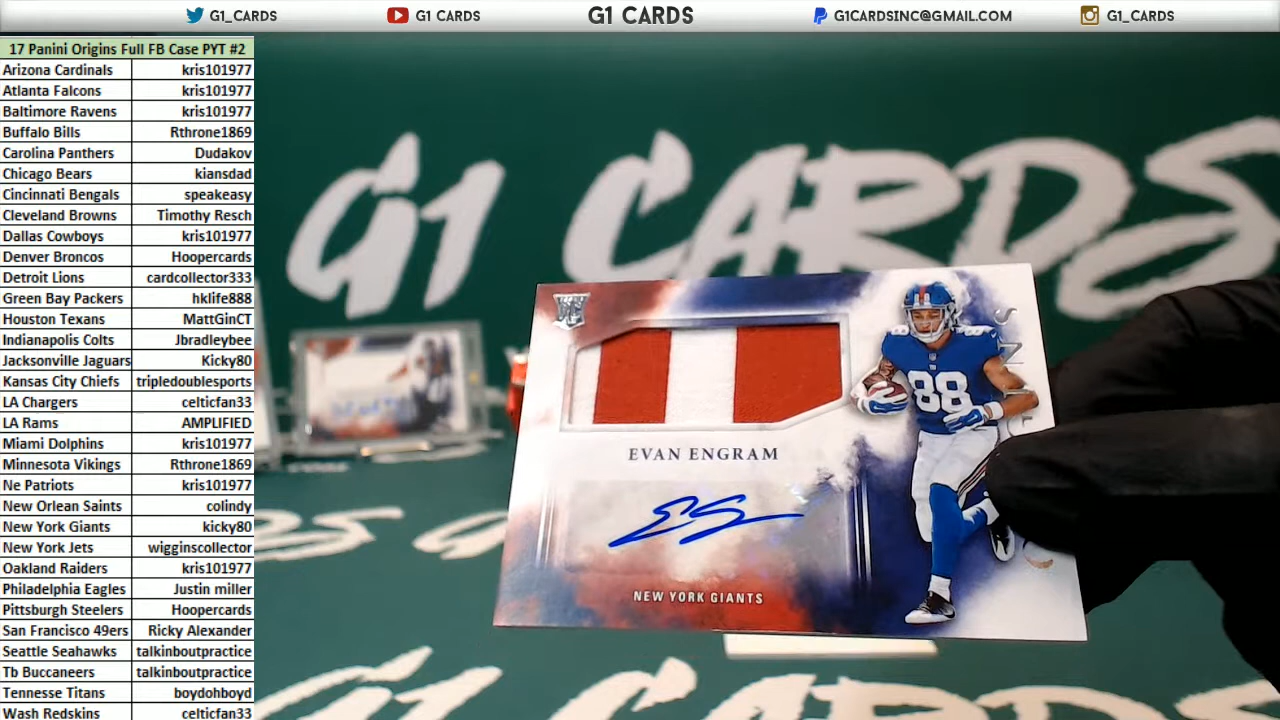 G1_CARDS
G1 CARDS
G1 CARDS
G1CARDSINC@GMAIL.COM
G1_CARDS
17 Panini Origins Full FB Case PYT #2
Arizona Cardinals kris101977
Atlanta Falcons kris101977
Baltimore Ravens kris101977
Buffalo Bills Rthrone1869
Carolina Panthers Dudakov
Chicago Bears kiansdad
Cincinnati Bengals speakeasy
Cleveland Browns Timothy Resch
Dallas Cowboys kris101977
Denver Broncos Hoopercards
Detroit Lions cardcollector333
Green Bay Packers hklife888
Houston Texans MattGinCT
Indianapolis Colts Jbradleybee
Jacksonville Jaguars Kicky80
Kansas City Chiefs tripledoublesports
LA Chargers celticfan33
LA Rams AMPLIFIED
Miami Dolphins kris101977
Minnesota Vikings Rthrone1869
Ne Patriots kris101977
New Orlean Saints colindy
New York Giants kicky80
New York Jets wigginscollector
Oakland Raiders kris101977
Philadelphia Eagles Justin miller
Pittsburgh Steelers Hoopercards
San Francisco 49ers Ricky Alexander
Seattle Seahawks talkinboutpractice
Tb Buccaneers talkinboutpractice
Tennesse Titans boydohboyd
Wash Redskins celticfan33
G1 CARDS
RC
88
EVAN ENGRAM
NEW YORK GIANTS